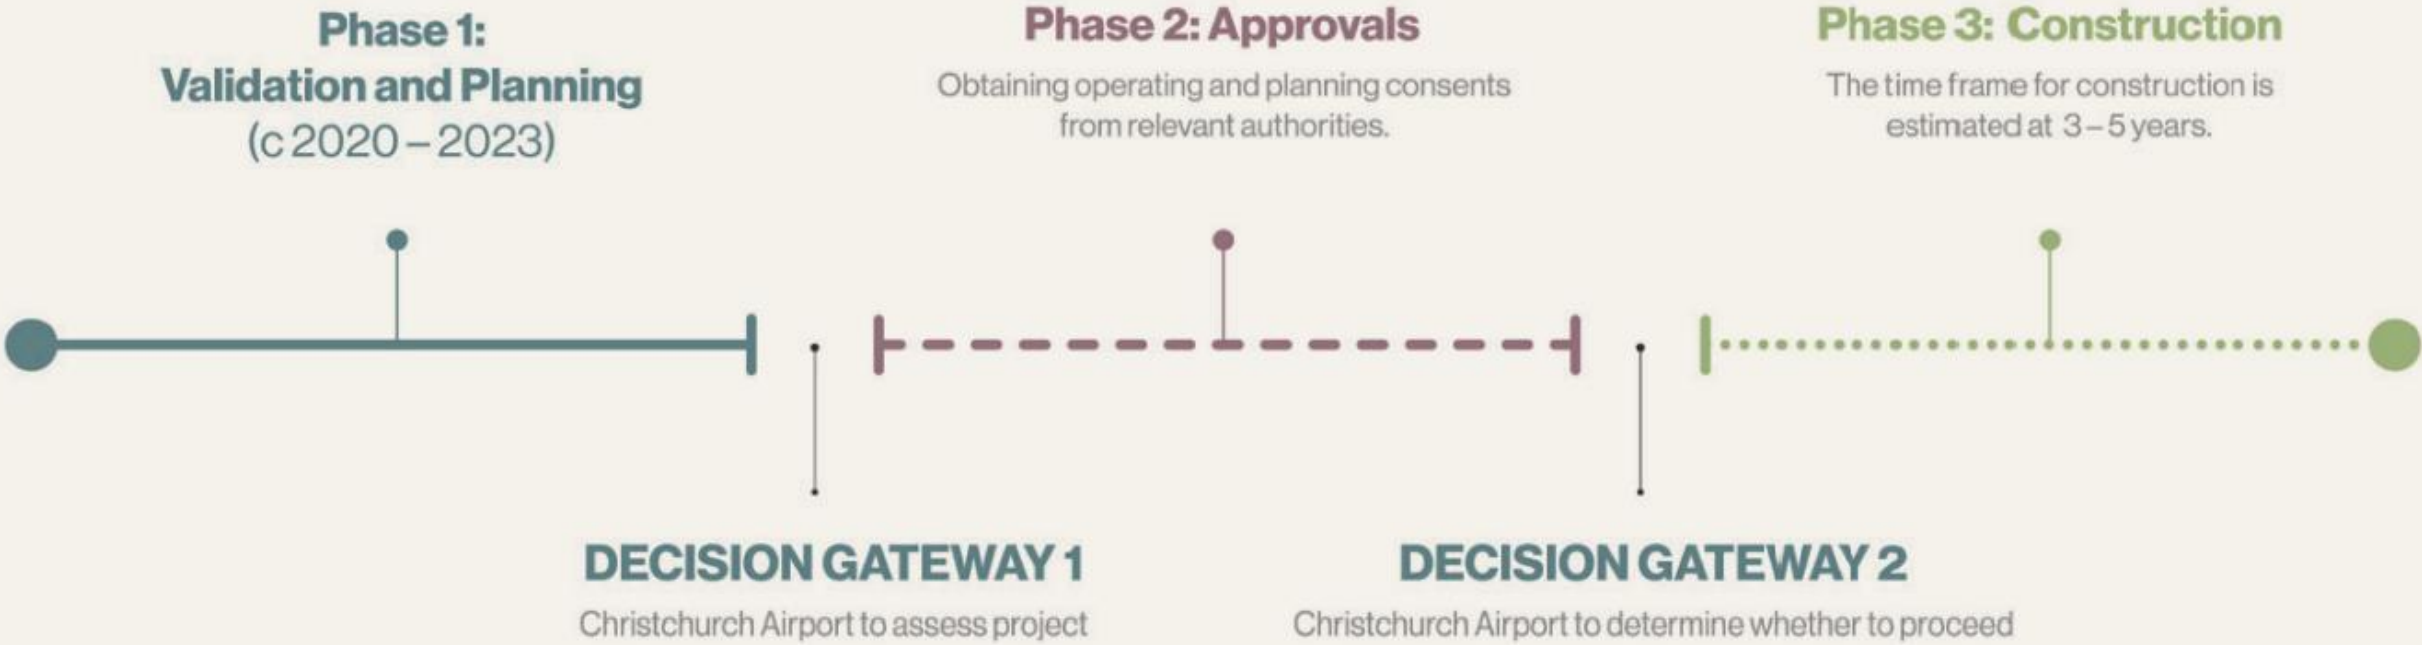 Phase 1:
Validation and Planning
(c 2020 – 2023)
Phase 2: Approvals
Obtaining operating and planning consents
from relevant authorities.
Phase 3: Construction
The time frame for construction is
estimated at 3 – 5 years.
DECISION GATEWAY 1
Christchurch Airport to assess project
DECISION GATEWAY 2
Christchurch Airport to determine whether to proceed